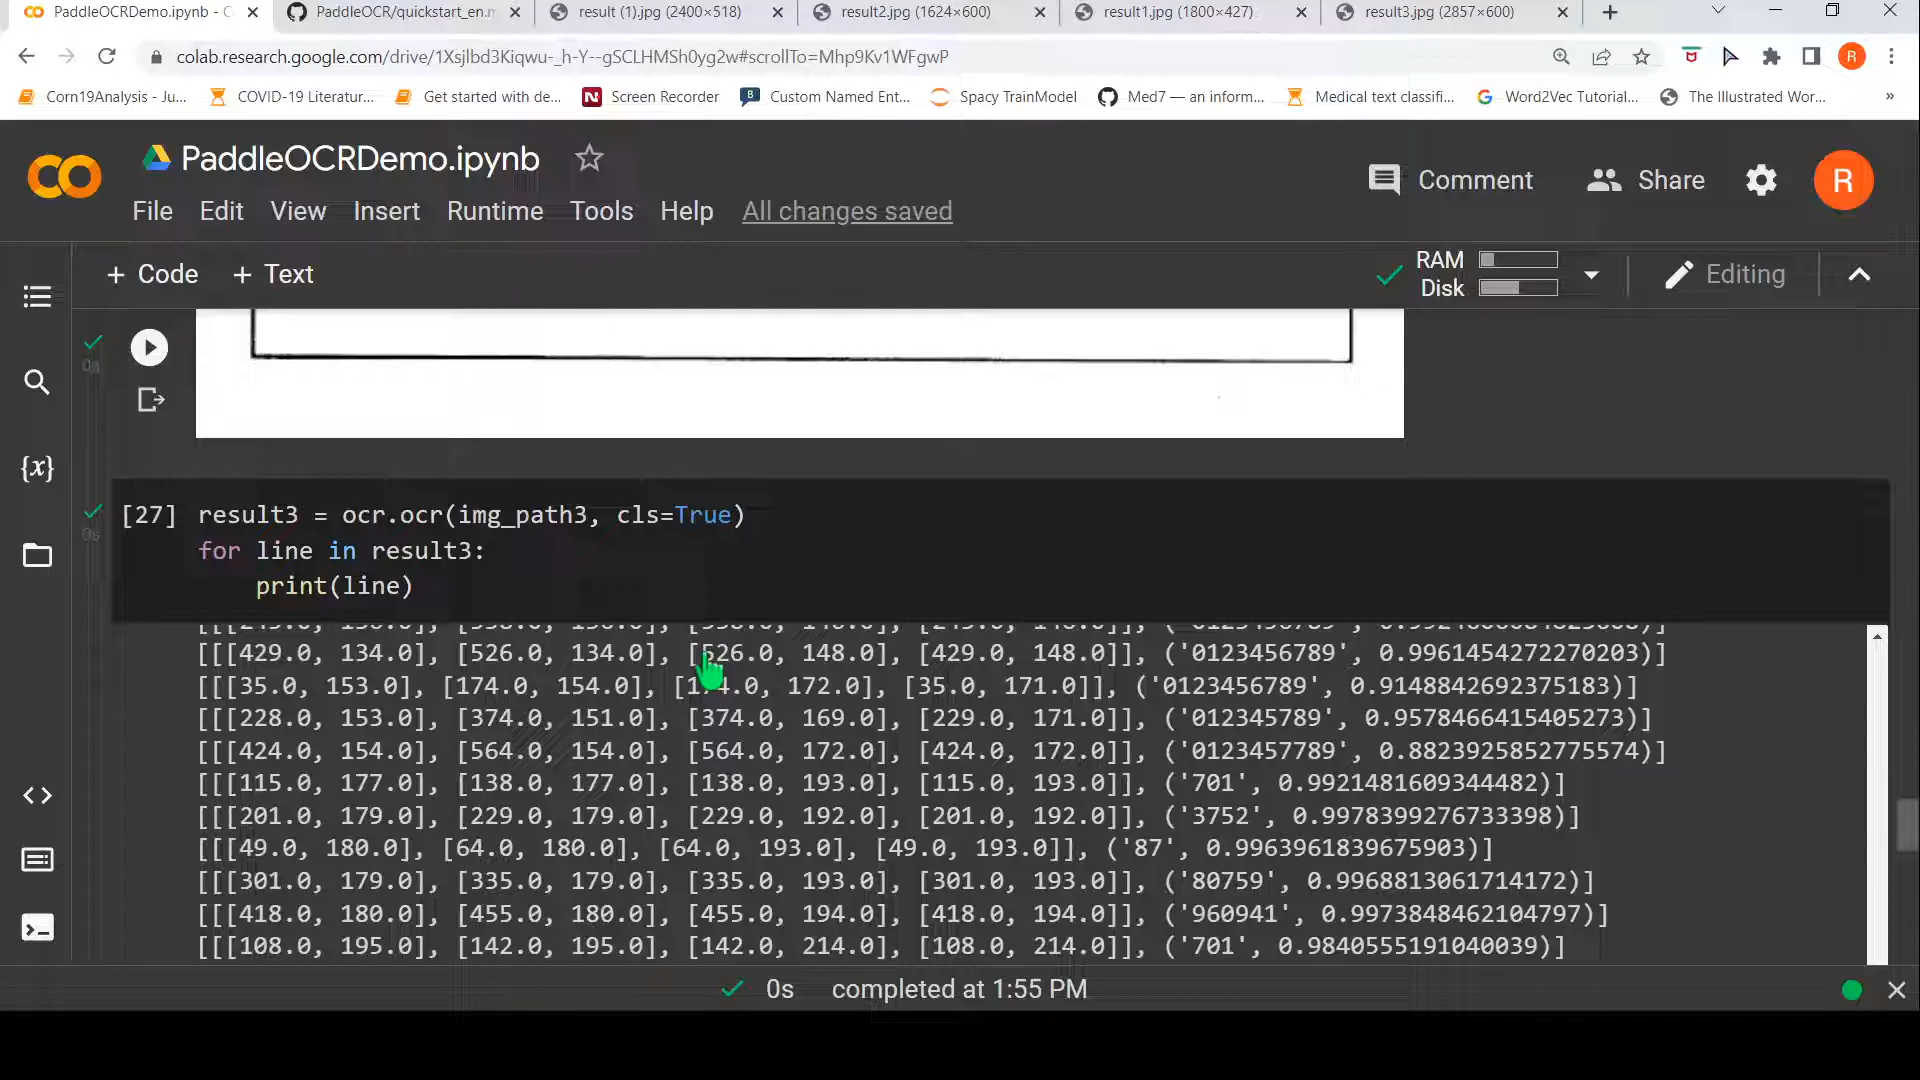 PaddleOCRDemo.ipynb - C
PaddleOCR/quickstart_en.m
result (1).jpg (2400×518)
result2.jpg (1624×600)
result1.jpg (1800×427)
result3.jpg (2857×600)
colab.research.google.com/drive/1Xsjlbd3Kiqwu-_h-Y--gSCLHMSh0yg2w#scrollTo=Mhp9Kv1WFgwP
R
Corn19Analysis - Ju...
COVID-19 Literatur...
Get started with de...
N Screen Recorder
B Custom Named Ent...
Spacy TrainModel
Med7 — an inform...
Medical text classifi...
G Word2Vec Tutorial...
The Illustrated Wor...
»
CO PaddleOCRDemo.ipynb
Comment
Share
R
File Edit View Insert Runtime Tools Help All changes saved
+ Code + Text
RAM
Disk
Editing
0s
{x}
[27] result3 = ocr.ocr(img_path3, cls=True)
0s
for line in result3:
print(line)
[[[429.0, 134.0], [526.0, 134.0], [526.0, 148.0], [429.0, 148.0]], ('0123456789', 0.9961454272270203)]
[[[35.0, 153.0], [174.0, 154.0], [174.0, 172.0], [35.0, 171.0]], ('0123456789', 0.9148842692375183)]
[[[228.0, 153.0], [374.0, 151.0], [374.0, 169.0], [229.0, 171.0]], ('012345789', 0.9578466415405273)]
[[[424.0, 154.0], [564.0, 154.0], [564.0, 172.0], [424.0, 172.0]], ('0123457789', 0.8823925852775574)]
[[[115.0, 177.0], [138.0, 177.0], [138.0, 193.0], [115.0, 193.0]], ('701', 0.9921481609344482)]
[[[201.0, 179.0], [229.0, 179.0], [229.0, 192.0], [201.0, 192.0]], ('3752', 0.9978399276733398)]
[[[49.0, 180.0], [64.0, 180.0], [64.0, 193.0], [49.0, 193.0]], ('87', 0.9963961839675903)]
[[[301.0, 179.0], [335.0, 179.0], [335.0, 193.0], [301.0, 193.0]], ('80759', 0.9968813061714172)]
[[[418.0, 180.0], [455.0, 180.0], [455.0, 194.0], [418.0, 194.0]], ('960941', 0.9973848462104797)]
[[[108.0, 195.0], [142.0, 195.0], [142.0, 214.0], [108.0, 214.0]], ('701', 0.9840555191040039)]
0s completed at 1:55 PM